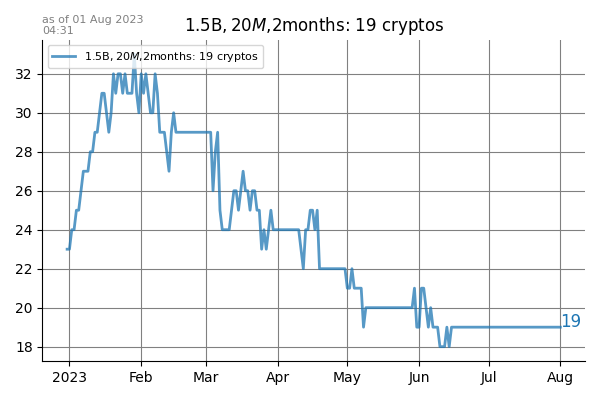 as of 01 Aug 2023
04:31
1.5B, 20M,2months: 19 cryptos
1.5B, 20M,2months: 19 cryptos
32
30
28
26
24
22
20
18
19
2023 Feb Mar Apr May Jun Jul Aug